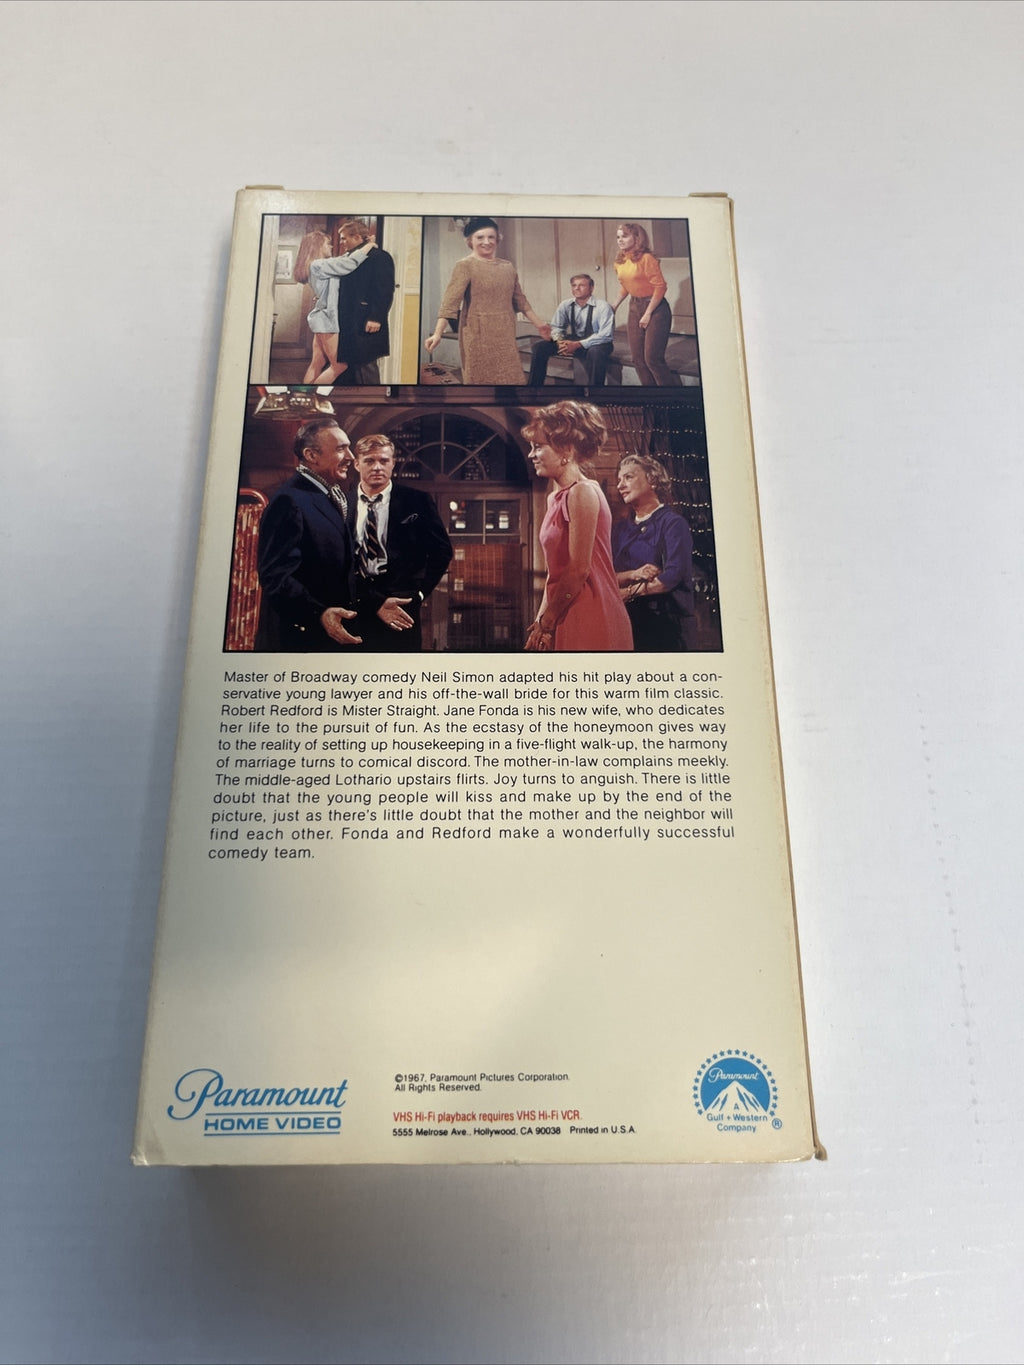 Master of Broadway comedy Neil Simon adapted his hit play about a con-
servative young lawyer and his off-the-wall bride for this warm film classic.
Robert Redford is Mister Straight. Jane Fonda is his new wife, who dedicates
her life to the pursuit of fun. As the ecstasy of the honeymoon gives way
to the reality of setting up housekeeping in a five-flight walk-up, the harmony
of marriage turns to comical discord. The mother-in-law complains meekly.
The middle-aged Lothario upstairs flirts. Joy turns to anguish. There is little
doubt that the young people will kiss and make up by the end of the
picture, just as there's little doubt that the mother and the neighbor will
find each other. Fonda and Redford make a wonderfully successful
comedy team.
Paramount
HOME VIDEO
©1967, Paramount Pictures Corporation.
All Rights Reserved.
VHS Hi-Fi playback requires VHS Hi-Fi VCR.
5555 Melrose Ave., Hollywood, CA 90038 Printed in U.S.A.
Paramount
A
Gulf + Western
Company
®